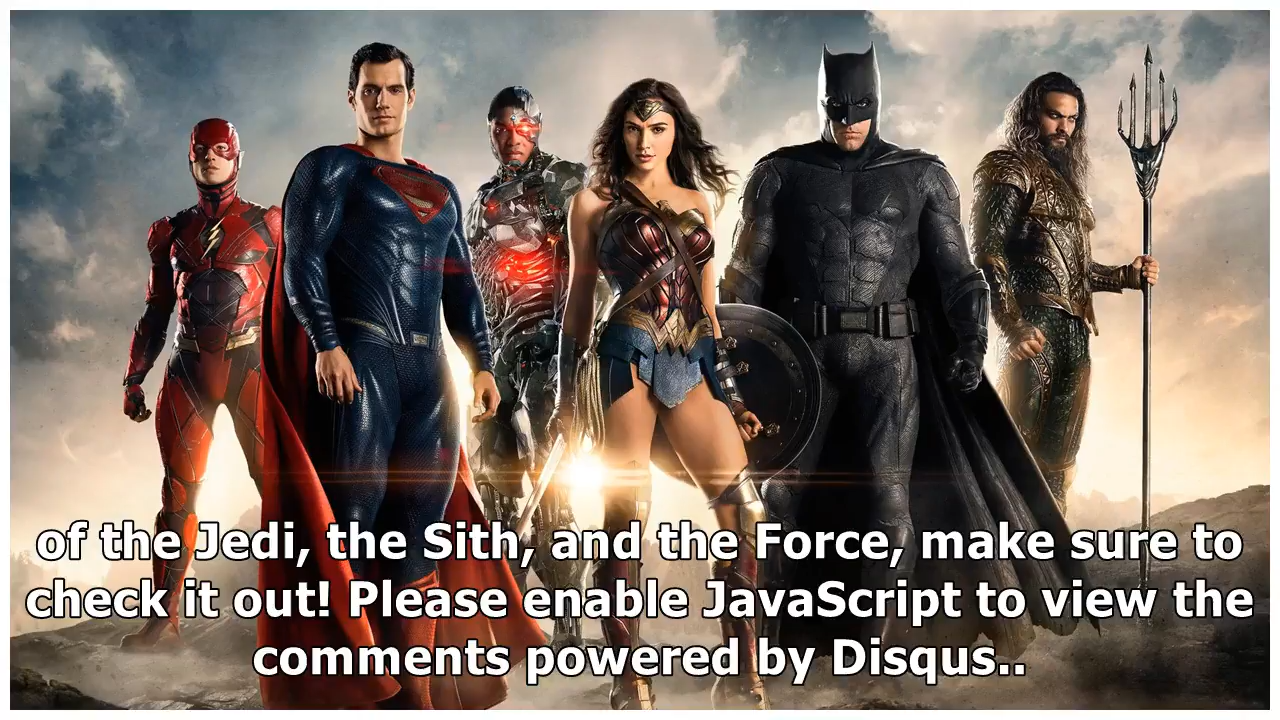 of the Jedi, the Sith, and the Force, make sure to
check it out! Please enable JavaScript to view the
comments powered by Disqus..